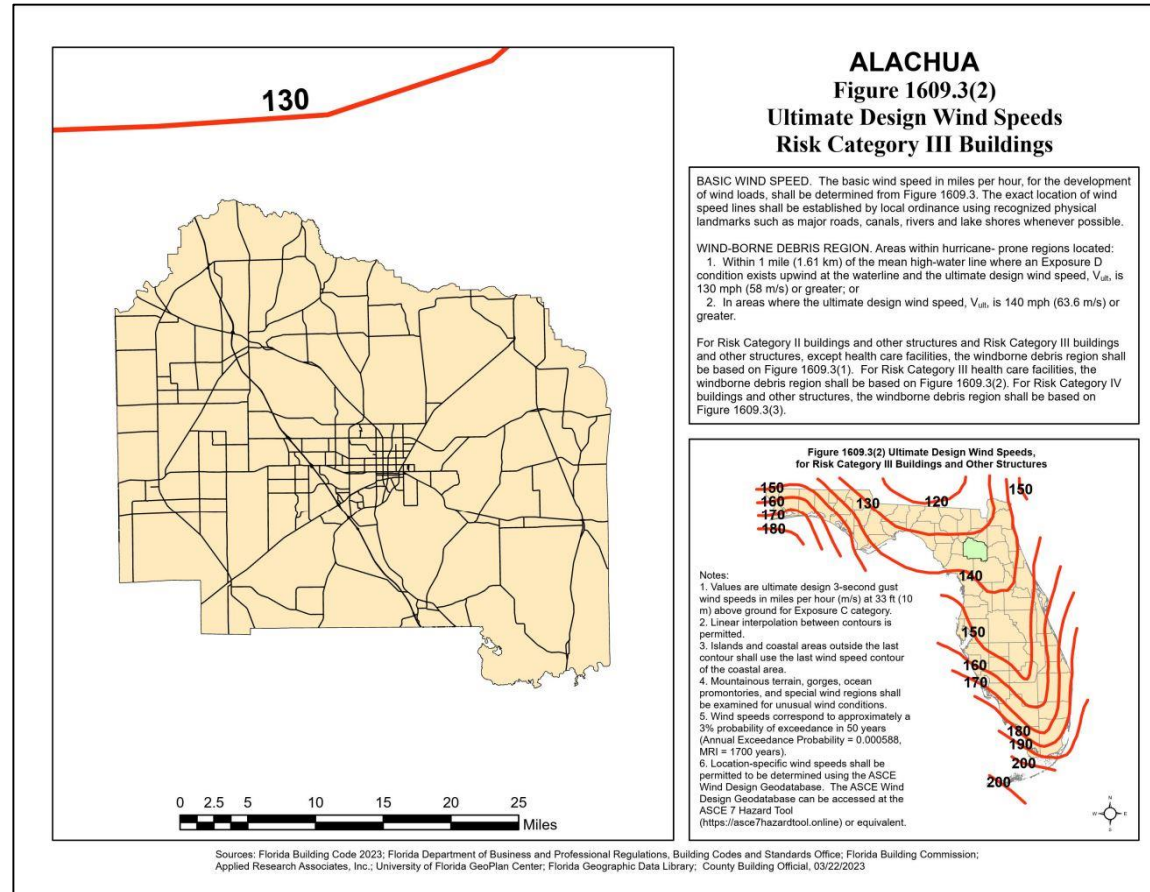 130
ALACHUA
Figure 1609.3(2)
Ultimate Design Wind Speeds
Risk Category III Buildings
BASIC WIND SPEED. The basic wind speed in miles per hour, for the development
of wind loads, shall be determined from Figure 1609.3. The exact location of wind
speed lines shall be established by local ordinance using recognized physical
landmarks such as major roads, canals, rivers and lake shores whenever possible.
WIND-BORNE DEBRIS REGION. Areas within hurricane- prone regions located:
1. Within 1 mile (1.61 km) of the mean high-water line where an Exposure D
condition exists upwind at the waterline and the ultimate design wind speed, Vult, is
130 mph (58 m/s) or greater; or
2. In areas where the ultimate design wind speed, Vult, is 140 mph (63.6 m/s) or
greater.
For Risk Category II buildings and other structures and Risk Category III buildings
and other structures, except health care facilities, the windborne debris region shall
be based on Figure 1609.3(1). For Risk Category III health care facilities, the
windborne debris region shall be based on Figure 1609.3(2). For Risk Category IV
buildings and other structures, the windborne debris region shall be based on
Figure 1609.3(3).
Figure 1609.3(2) Ultimate Design Wind Speeds,
for Risk Category III Buildings and Other Structures
150
160
170
180
130
120
150
140
150
160
170
180
190
200
200
Notes:
1. Values are ultimate design 3-second gust
wind speeds in miles per hour (m/s) at 33 ft (10
m) above ground for Exposure C category.
2. Linear interpolation between contours is
permitted.
3. Islands and coastal areas outside the last
contour shall use the last wind speed contour
of the coastal area.
4. Mountainous terrain, gorges, ocean
promontories, and special wind regions shall
be examined for unusual wind conditions.
5. Wind speeds correspond to approximately a
3% probability of exceedance in 50 years
(Annual Exceedance Probability = 0.000588,
MRI = 1700 years).
6. Location-specific wind speeds shall be
permitted to be determined using the ASCE
Wind Design Geodatabase. The ASCE Wind
Design Geodatabase can be accessed at the
ASCE 7 Hazard Tool
(https://asce7hazardtool.online) or equivalent.
N
W E
S
0 2.5 5 10 15 20 25
Miles
Sources: Florida Building Code 2023; Florida Department of Business and Professional Regulations, Building Codes and Standards Office; Florida Building Commission;
Applied Research Associates, Inc.; University of Florida GeoPlan Center; Florida Geographic Data Library; County Building Official, 03/22/2023